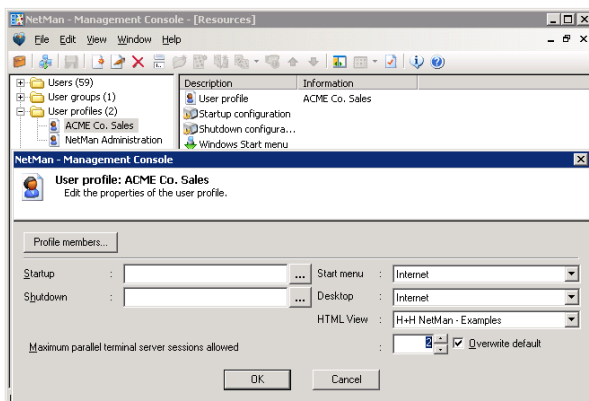 NetMan - Management Console - [Resources]
File Edit View Window Help
Users (59)
User groups (1)
User profiles (2)
ACME Co. Sales
NetMan Administration
Description Information
User profile ACME Co. Sales
Startup configuration
Shutdown configura...
Windows Start menu
NetMan - Management Console
User profile: ACME Co. Sales
Edit the properties of the user profile.
Profile members...
Startup : ... Start menu : Internet
Shutdown : ... Desktop : Internet
HTML View : H+H NetMan - Examples
Maximum parallel terminal server sessions allowed : 2 Overwrite default
OK Cancel